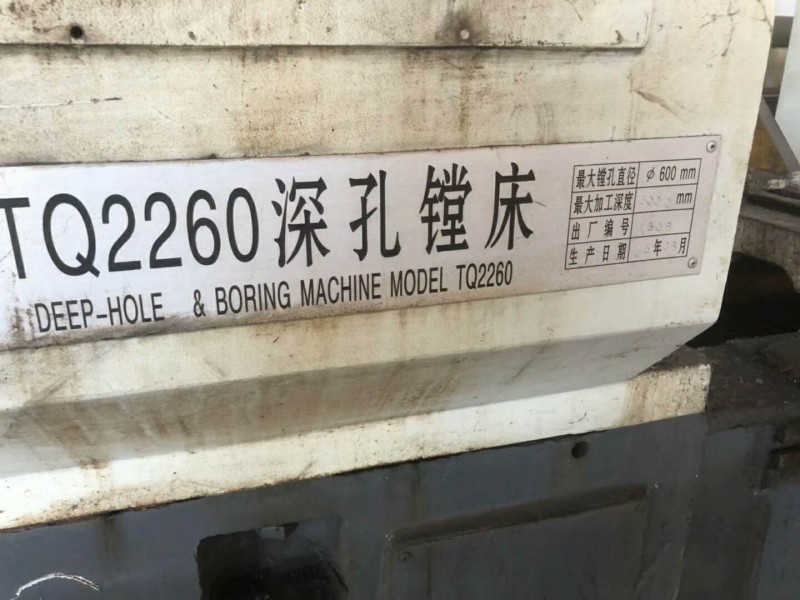 TQ2260深孔镗床
DEEP-HOLE & BORING MACHINE MODEL TQ2260
最大镗孔直径 ϕ 600 mm
最大加工深度 mm
出厂编号
生产日期 年 月